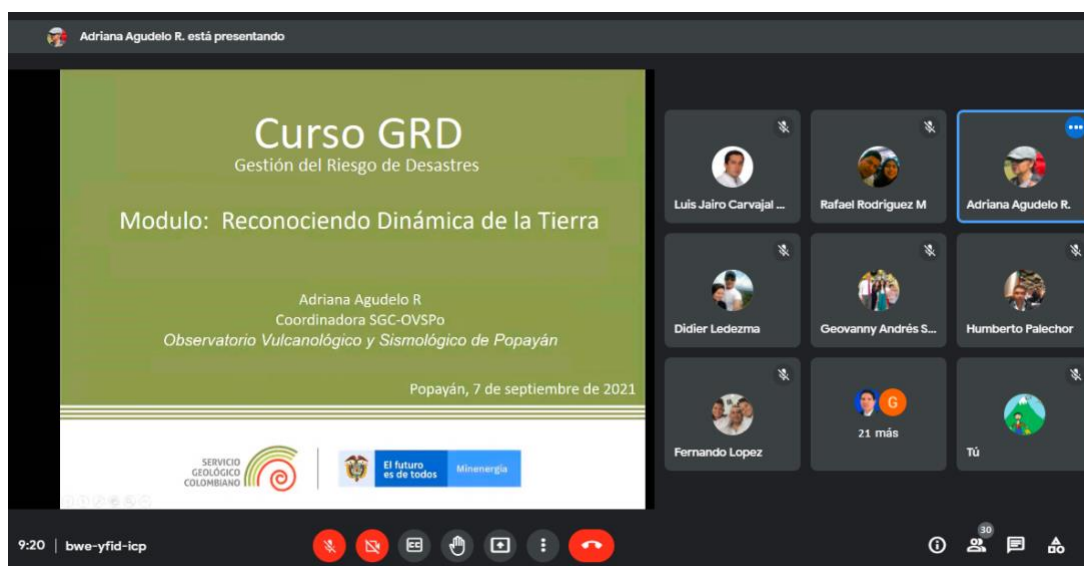 Adriana Agudelo R. está presentando
Curso GRD
Gestión del Riesgo de Desastres
Modulo: Reconociendo Dinámica de la Tierra
Adriana Agudelo R
Coordinadora SGC-OVSPo
Observatorio Vulcanológico y Sismológico de Popayán
Popayán, 7 de septiembre de 2021
SERVICIO
GEOLÓGICO
COLOMBIANO
El futuro
es de todos
Minenergía
Luis Jairo Carvajal ...
Rafael Rodriguez M
Adriana Agudelo R.
Didier Ledezma
Geovanny Andrés S...
Humberto Palechor
Fernando Lopez
G
21 más
Tú
9:20 | bwe-yfid-icp
CC
30